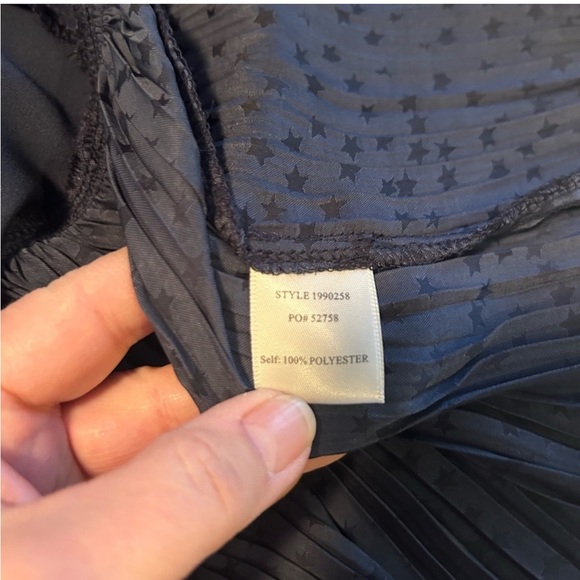 STYLE 1990258
PO# 52758
Self: 100% POLYESTER